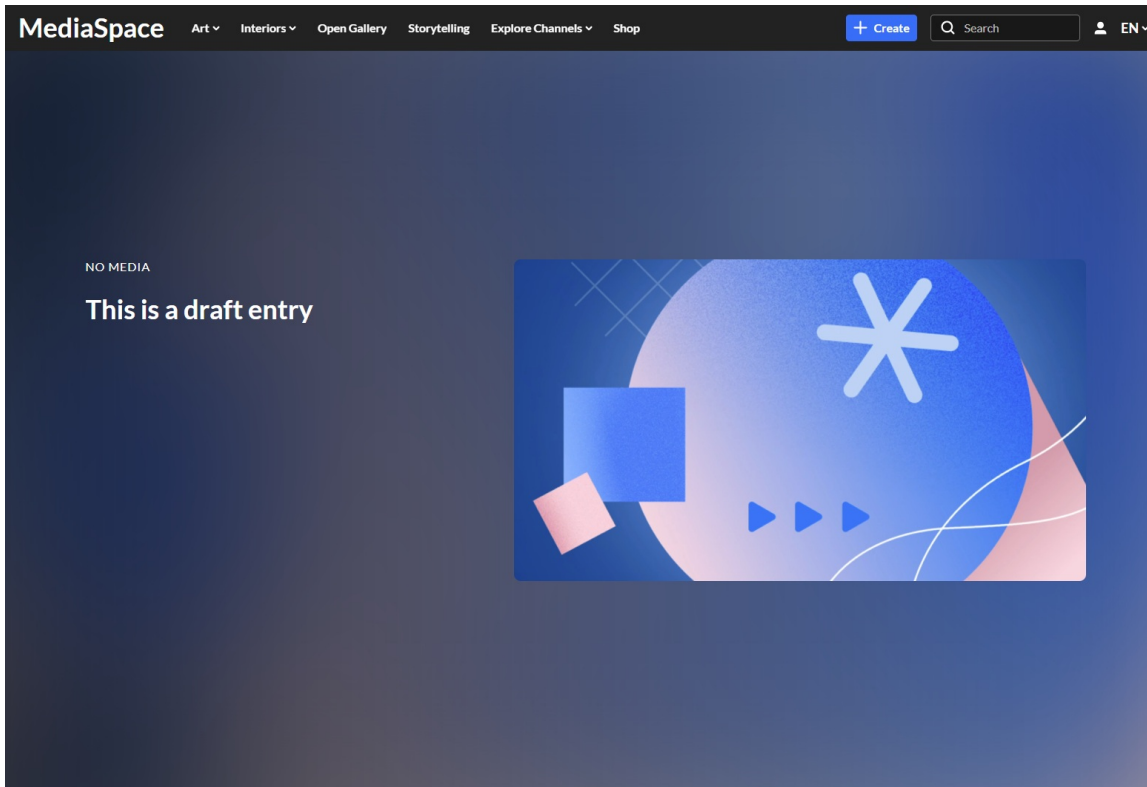 MediaSpace Art Interiors Open Gallery Storytelling Explore Channels Shop + Create Search EN
NO MEDIA
This is a draft entry